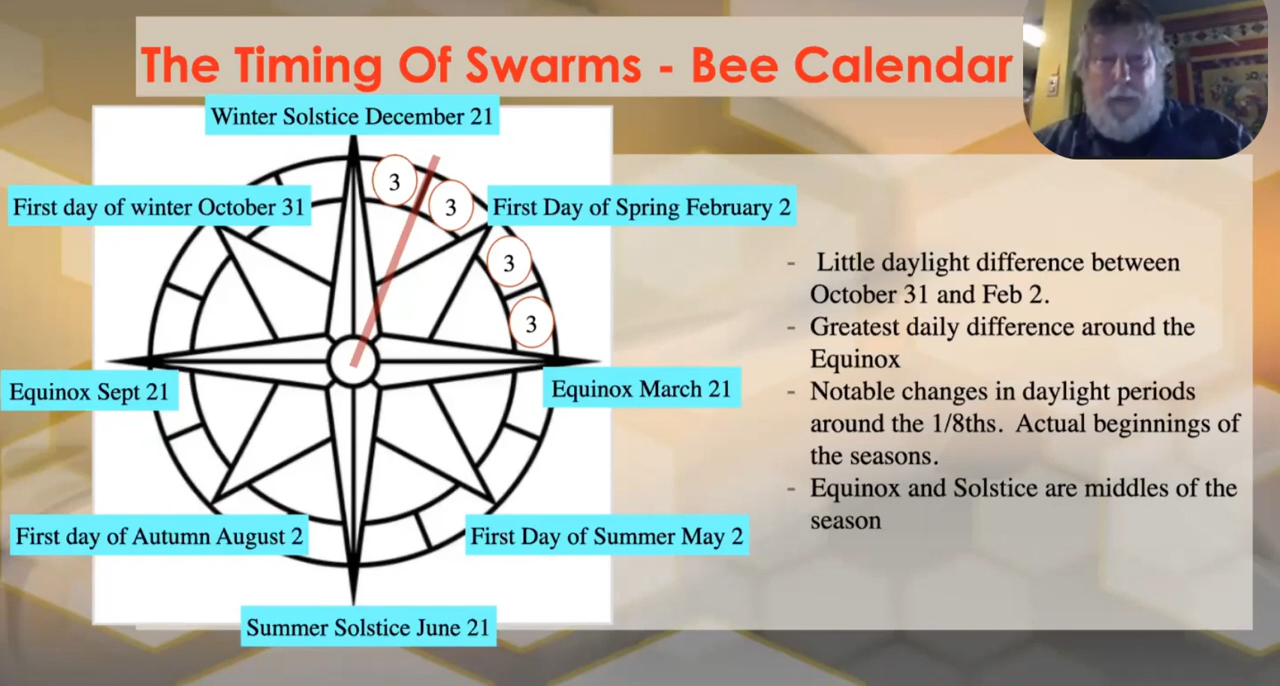 The Timing Of Swarms - Bee Calendar
Winter Solstice December 21
First day of winter October 31
3
3
First Day of Spring February 2
3
3
Equinox Sept 21
Equinox March 21
First day of Autumn August 2
First Day of Summer May 2
Summer Solstice June 21
- Little daylight difference between
October 31 and Feb 2.
- Greatest daily difference around the
Equinox
- Notable changes in daylight periods
around the 1/8ths. Actual beginnings of
the seasons.
- Equinox and Solstice are middles of the
season